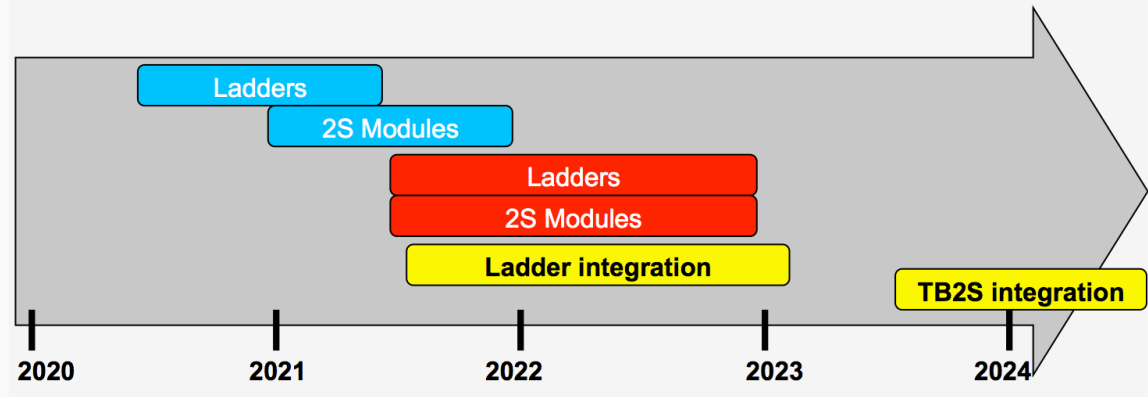 Ladders
2S Modules
Ladders
2S Modules
Ladder integration
TB2S integration
2020 2021 2022 2023 2024